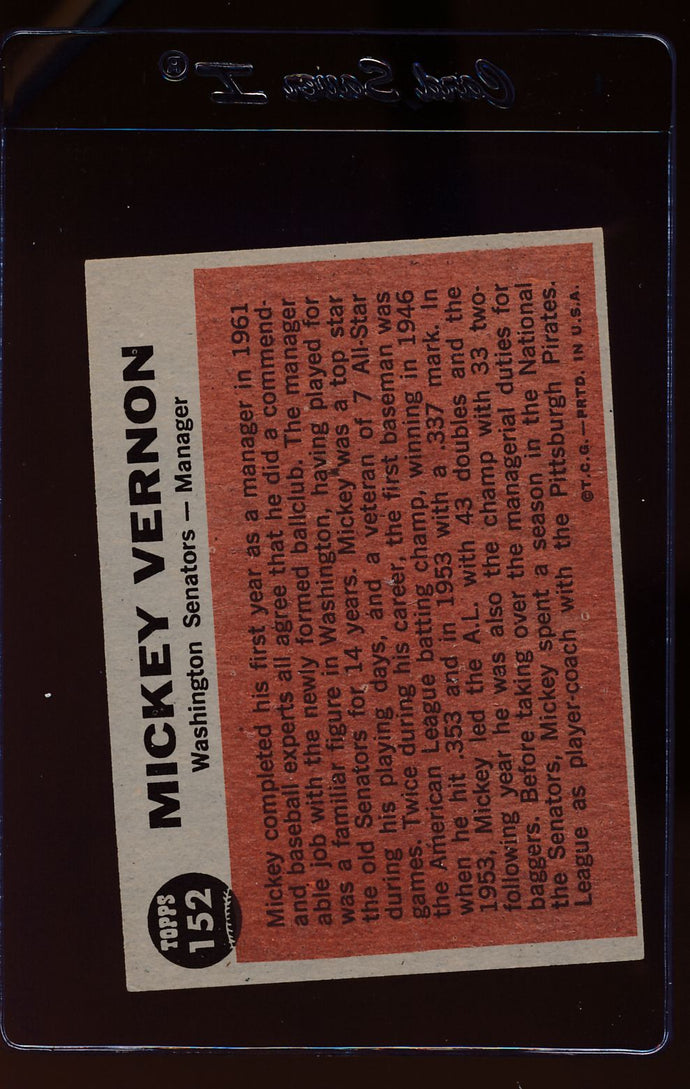 Card Saver I®
TOPPS
152
MICKEY VERNON
Washington Senators — Manager
Mickey completed his first year as a manager in 1961
and baseball experts all agree that he did a commend-
able job with the newly formed ballclub. The manager
was a familiar figure in Washington, having played for
the old Senators for 14 years. Mickey was a top star
during his playing days, and a veteran of 7 All-Star
games. Twice during his career, the first baseman was
the American League batting champ, winning in 1946
when he hit .353 and in 1953 with a .337 mark. In
1953, Mickey led the A.L. with 43 doubles and the
following year he was also the champ with 33 two-
baggers. Before taking over the managerial duties for
the Senators, Mickey spent a season in the National
League as player-coach with the Pittsburgh Pirates.
©T.C.G.—PRTD. IN U.S.A.